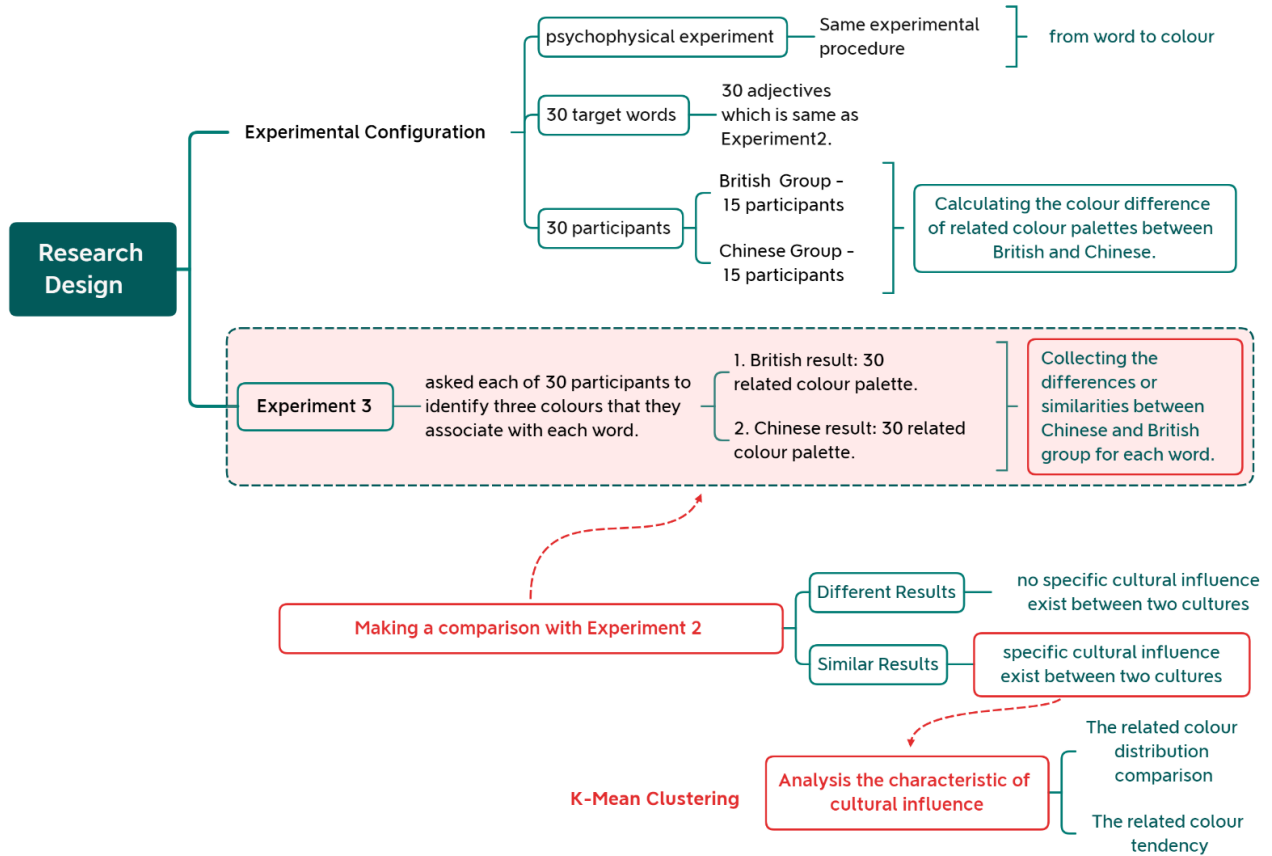 Research
Design
Experimental Configuration
psychophysical experiment
Same experimental
procedure
from word to colour
30 target words
30 adjectives
which is same as
Experiment2.
30 participants
British Group -
15 participants
Chinese Group -
15 participants
Calculating the colour difference
of related colour palettes between
British and Chinese.
Experiment 3
asked each of 30 participants to
identify three colours that they
associate with each word.
1. British result: 30
related colour palette.
2. Chinese result: 30 related
colour palette.
Collecting the
differences or
similarities between
Chinese and British
group for each word.
Making a comparison with Experiment 2
Different Results
no specific cultural influence
exist between two cultures
Similar Results
specific cultural influence
exist between two cultures
K-Mean Clustering
Analysis the characteristic of
cultural influence
The related colour
distribution
comparison
The related colour
tendency